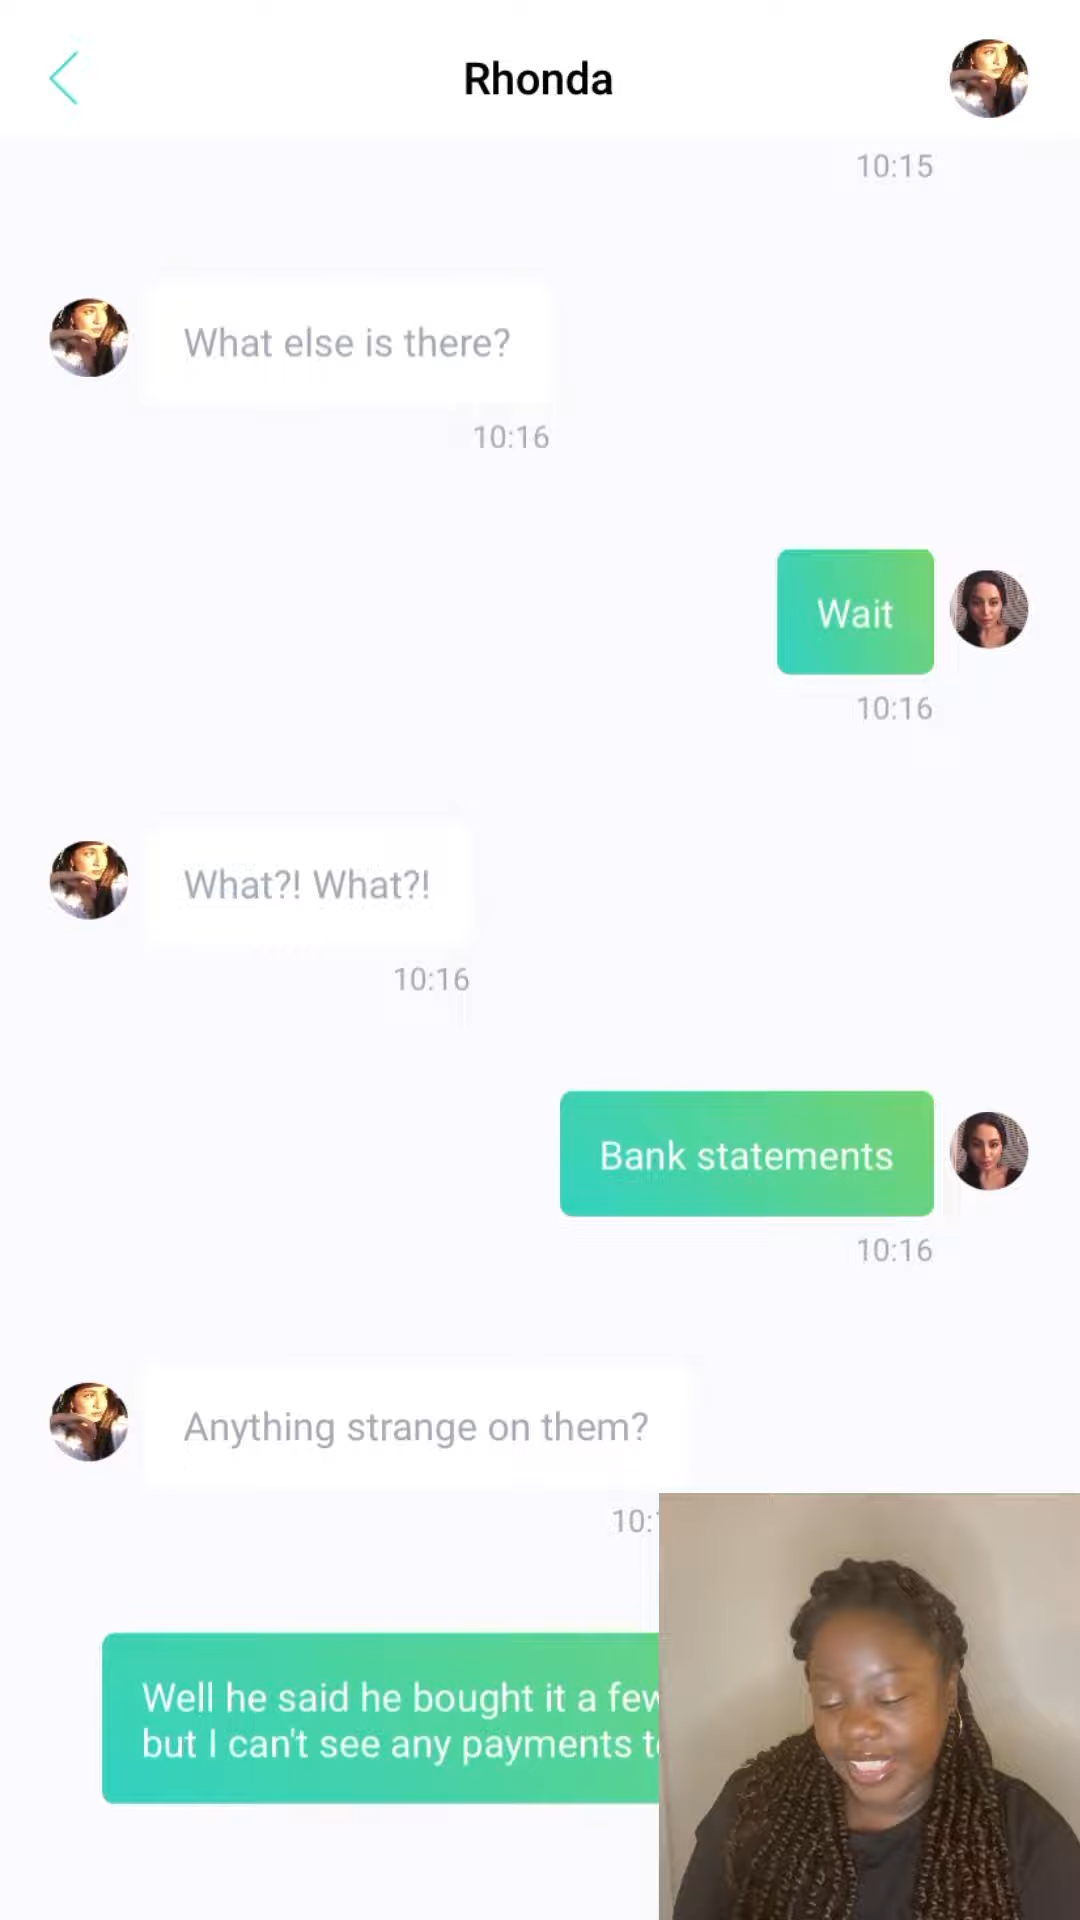 Rhonda
10:15
What else is there?
10:16
Wait
10:16
What?! What?!
10:16
Bank statements
10:16
Anything strange on them?
Well he said he bought it a few
but I can't see any payments